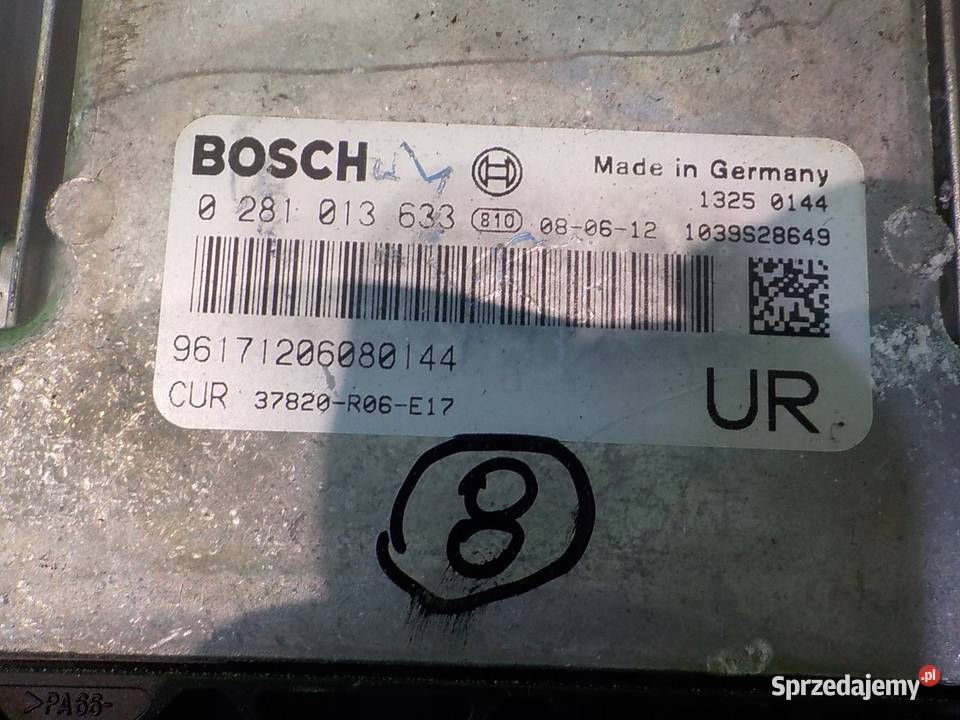 BOSCH
Made in Germany
1325 0144
0 281 013 633 810 08-06-12 1039S28649
96171206080144
CUR 37820-R06-E17
UR
8
>PA66-
Sprzedajemy.pl